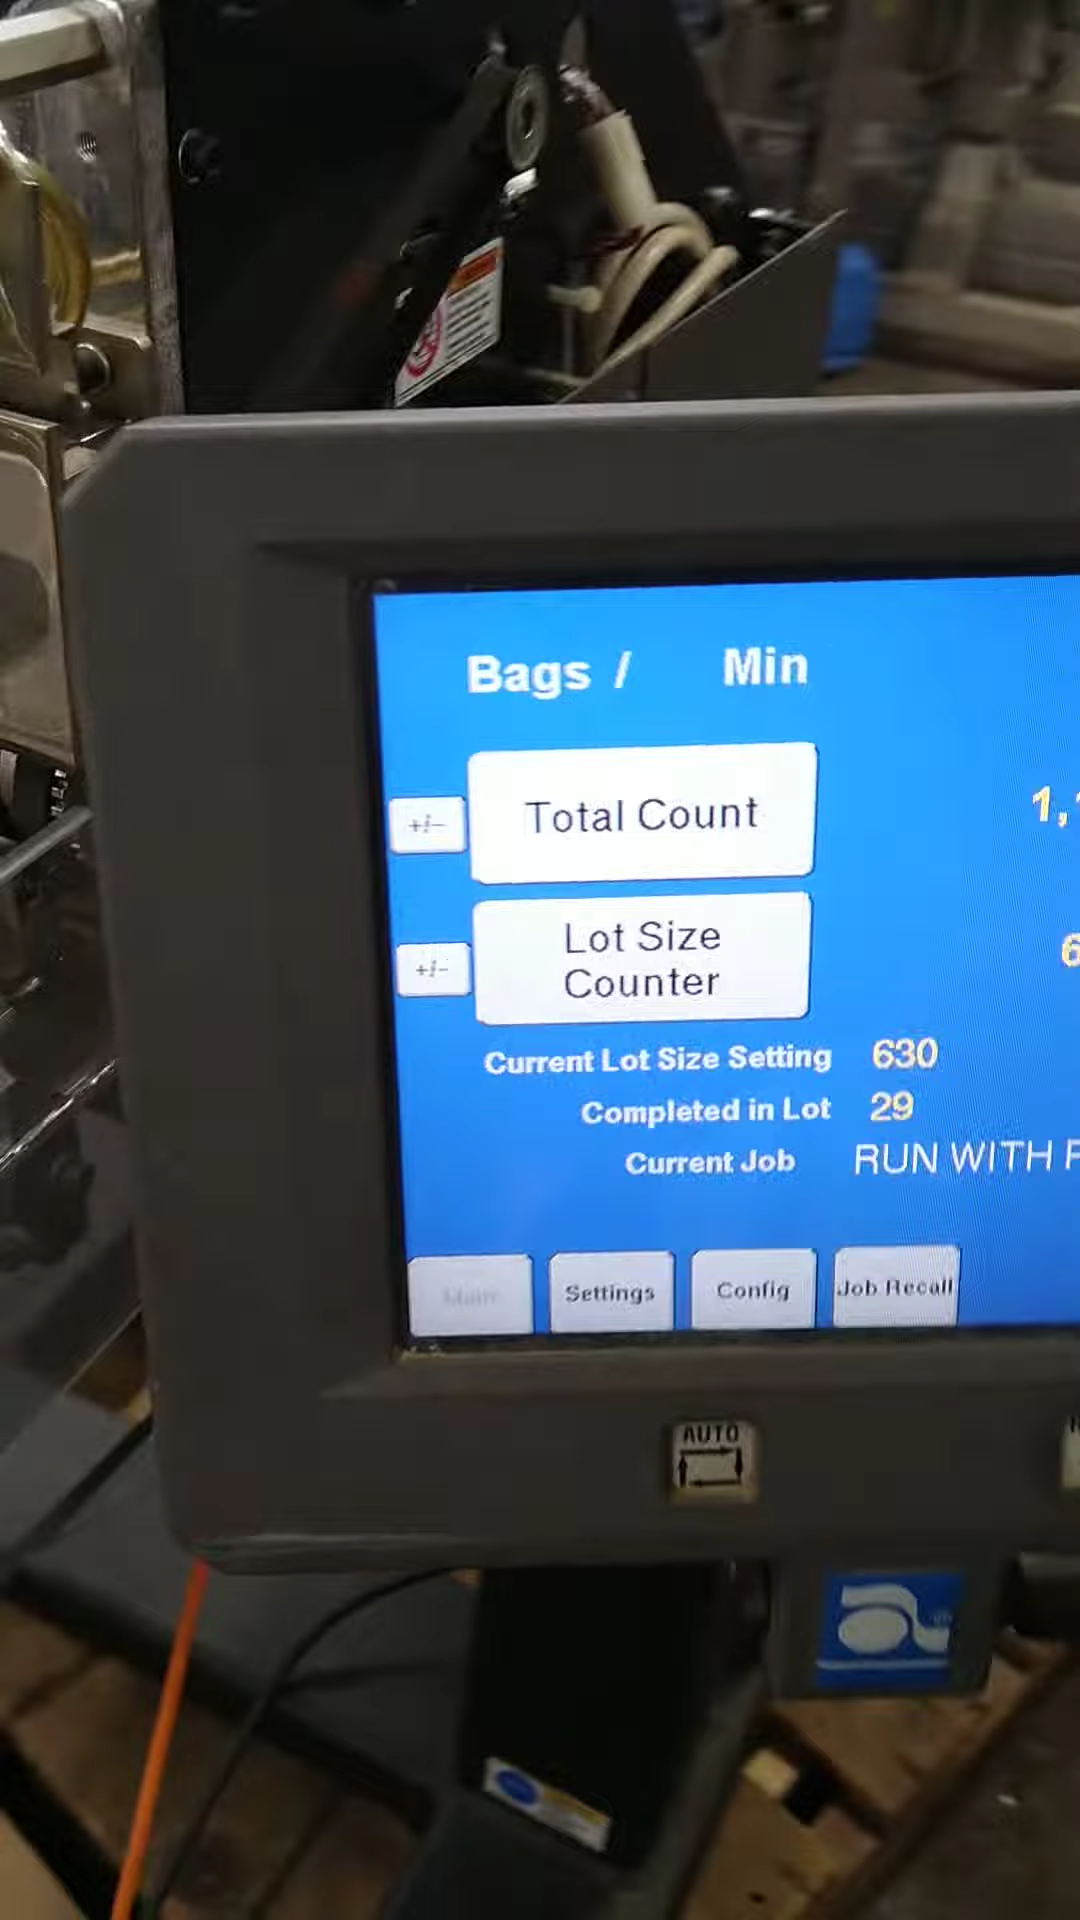 Bags / Min
Total Count
+/-
1,
Lot Size
Counter
+/-
6
Current Lot Size Setting 630
Completed in Lot 29
Current Job RUN WITH
Settings Config Job Recall
AUTO